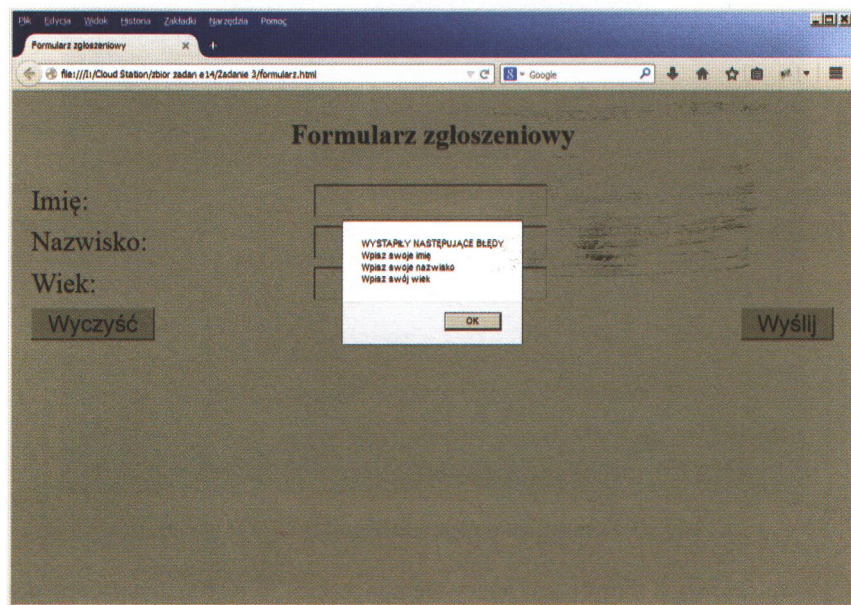 Plik Edycja Widok Historia Zakładki Narzędzia Pomoc
Formularz zgłoszeniowy × +
file:///I:/Cloud Station/zbior zadan e14/Zadanie 3/formularz.html 8 Google
Formularz zgłoszeniowy
Imię:
Nazwisko:
Wiek:
Wyczyść Wyślij
WYSTĄPIŁY NASTĘPUJĄCE BŁĘDY
Wpisz swoje imię
Wpisz swoje nazwisko
Wpisz swój wiek
OK